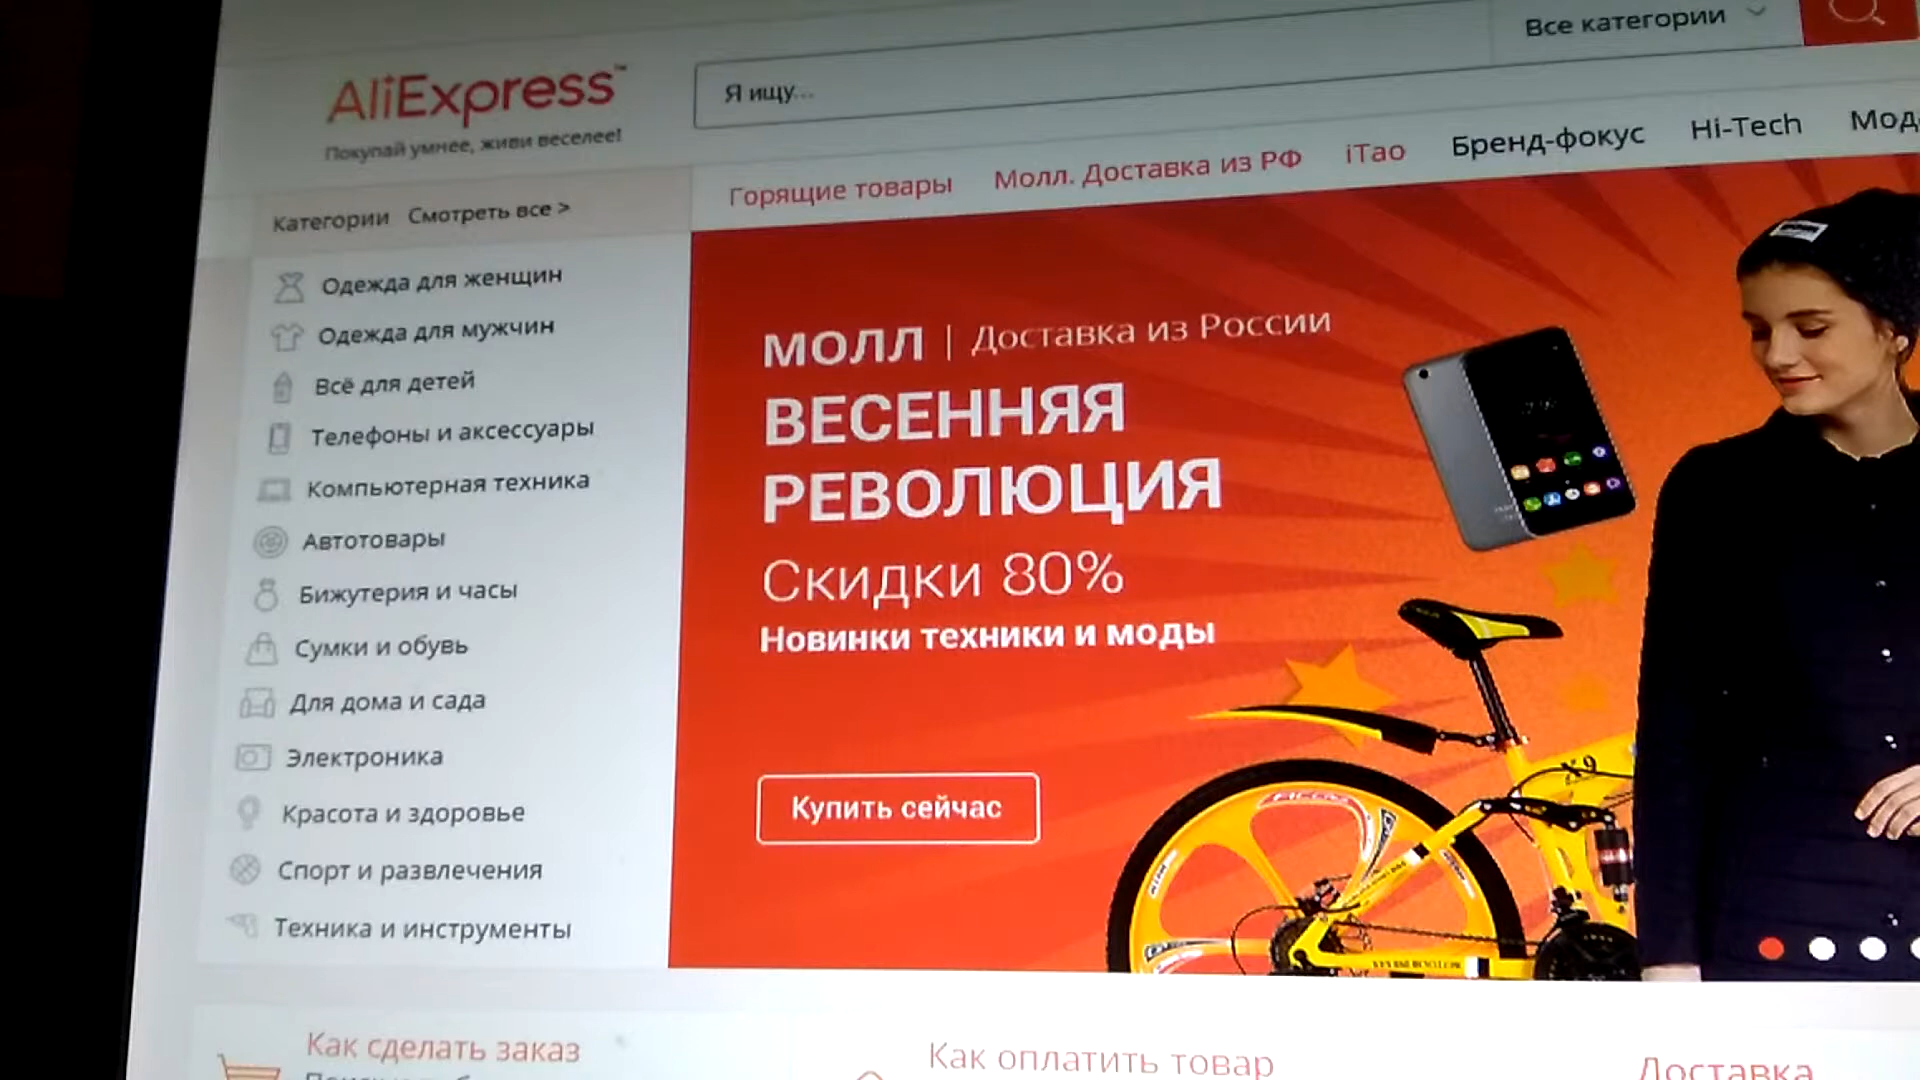 Все категории
AliExpress™
Я ищу...
Покупай умнее, живи веселее!
Горящие товары Молл. Доставка из РФ iTao Бренд-фокус Hi-Tech
Категории Смотреть все >
Одежда для женщин
Одежда для мужчин
Всё для детей
Телефоны и аксессуары
Компьютерная техника
Автотовары
Бижутерия и часы
Сумки и обувь
Для дома и сада
Электроника
Красота и здоровье
Спорт и развлечения
Техника и инструменты
МОЛЛ | Доставка из России
ВЕСЕННЯЯ
РЕВОЛЮЦИЯ
Скидки 80%
Новинки техники и моды
Купить сейчас
X9
Как сделать заказ
Как оплатить товар
Доставка